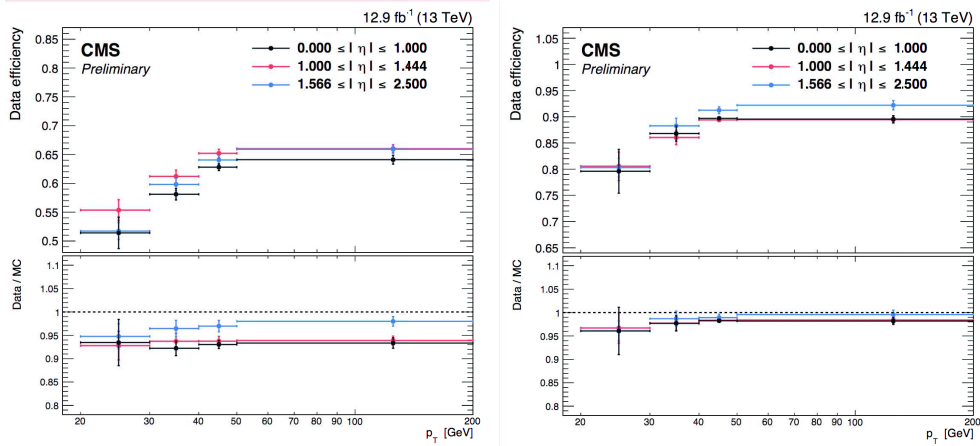 12.9 fb⁻¹ (13 TeV)
CMS
Preliminary
0.000 ≤ | η | ≤ 1.000
1.000 ≤ | η | ≤ 1.444
1.566 ≤ | η | ≤ 2.500
Data efficiency
0.85
0.8
0.75
0.7
0.65
0.6
0.55
0.5
Data / MC
1.1
1.05
1
0.95
0.9
0.85
0.8
20 30 40 50 60 70 80 90 100 200
p_T [GeV]
12.9 fb⁻¹ (13 TeV)
CMS
Preliminary
0.000 ≤ | η | ≤ 1.000
1.000 ≤ | η | ≤ 1.444
1.566 ≤ | η | ≤ 2.500
Data efficiency
1.05
1
0.95
0.9
0.85
0.8
0.75
0.7
0.65
Data / MC
1.1
1.05
1
0.95
0.9
0.85
0.8
20 30 40 50 60 70 80 100 200
p_T [GeV]